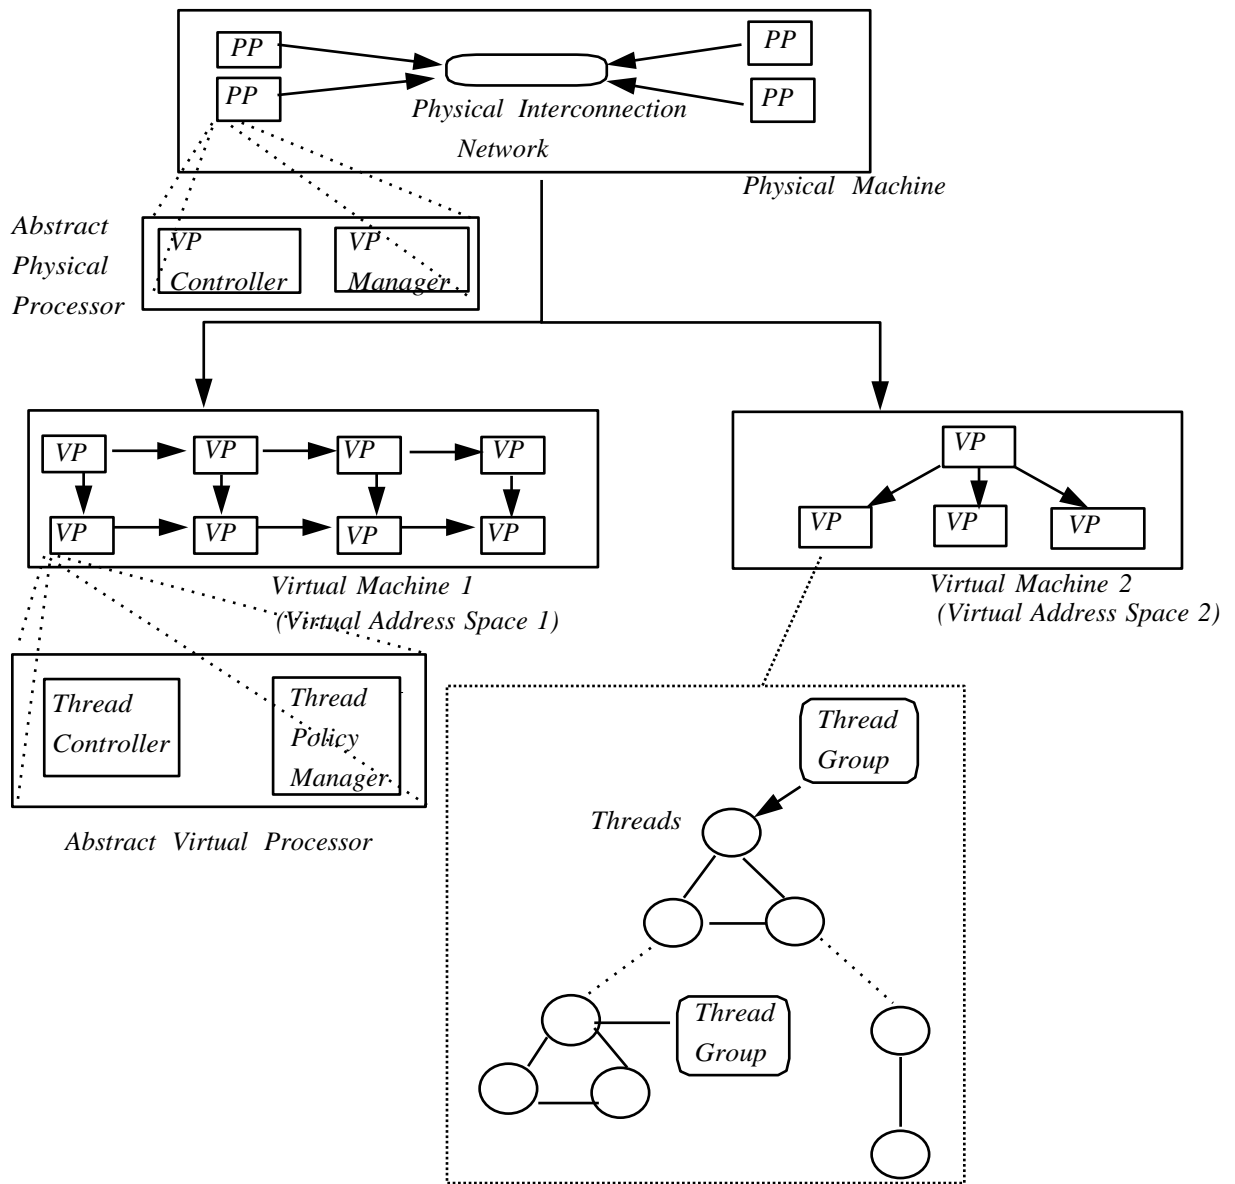 PP
PP
PP
PP
Physical Interconnection
Network
Physical Machine
Abstract
Physical
Processor
VP
Controller
VP
Manager
VP
VP
VP
VP
VP
VP
VP
VP
Virtual Machine 1
(Virtual Address Space 1)
VP
VP
VP
VP
Virtual Machine 2
(Virtual Address Space 2)
Thread
Controller
Thread
Policy
Manager
Abstract Virtual Processor
Thread
Group
Threads
Thread
Group